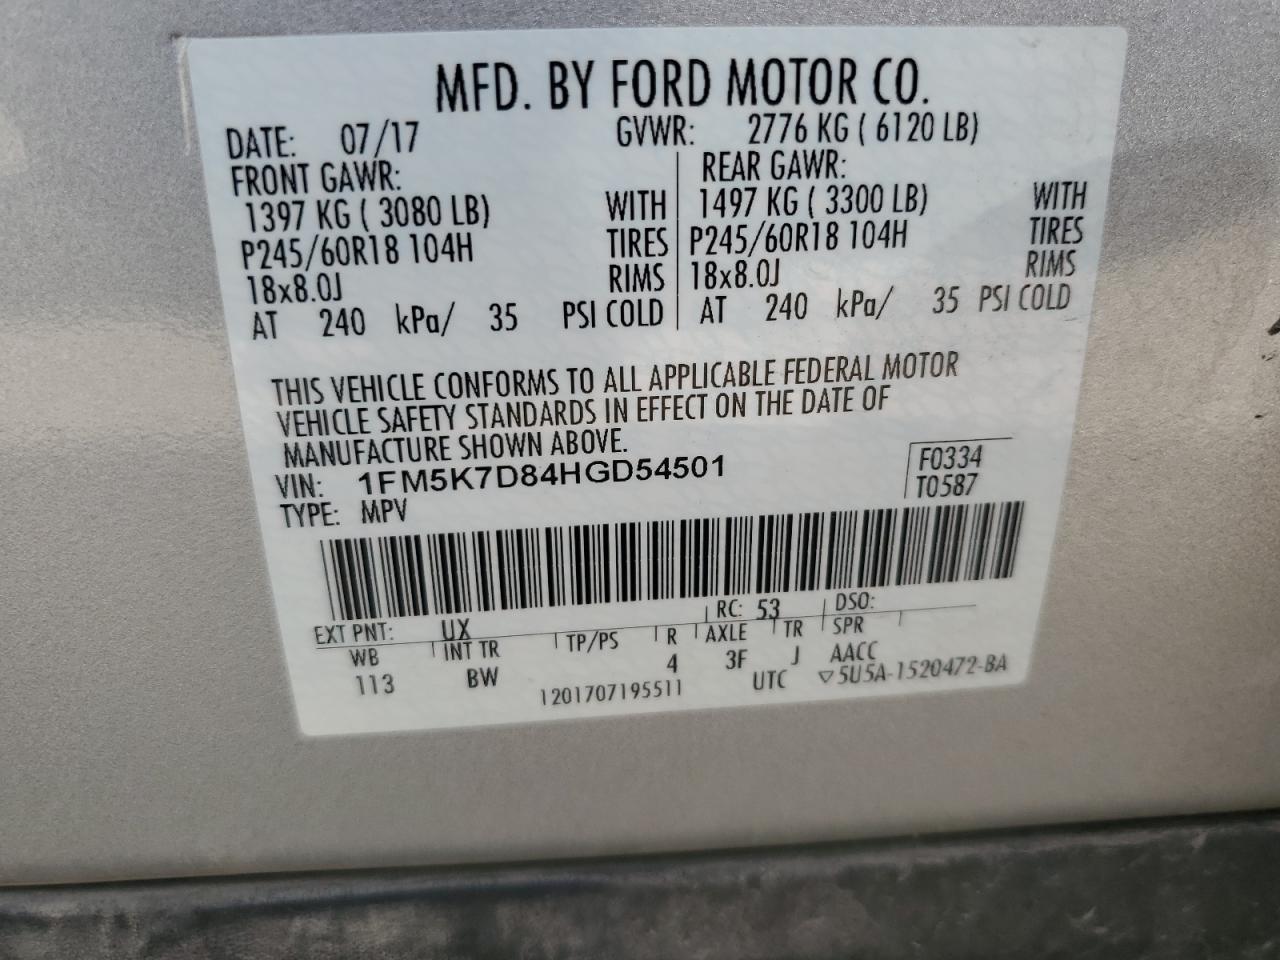 MFD. BY FORD MOTOR CO.
DATE: 07/17 GVWR: 2776 KG ( 6120 LB)
FRONT GAWR: REAR GAWR:
1397 KG ( 3080 LB) WITH 1497 KG ( 3300 LB) WITH
P245/60R18 104H TIRES P245/60R18 104H TIRES
18x8.0J RIMS 18x8.0J RIMS
AT 240 kPa/ 35 PSI COLD AT 240 kPa/ 35 PSI COLD
THIS VEHICLE CONFORMS TO ALL APPLICABLE FEDERAL MOTOR
VEHICLE SAFETY STANDARDS IN EFFECT ON THE DATE OF
MANUFACTURE SHOWN ABOVE.
VIN: 1FM5K7D84HGD54501 F0334
TYPE: MPV T0587
EXT PNT: UX RC: 53 DSO:
WB INT TR TP/PS R AXLE TR SPR
113 BW 4 3F J AACC
1201707195511 UTC ▽5U5A-1520472-BA